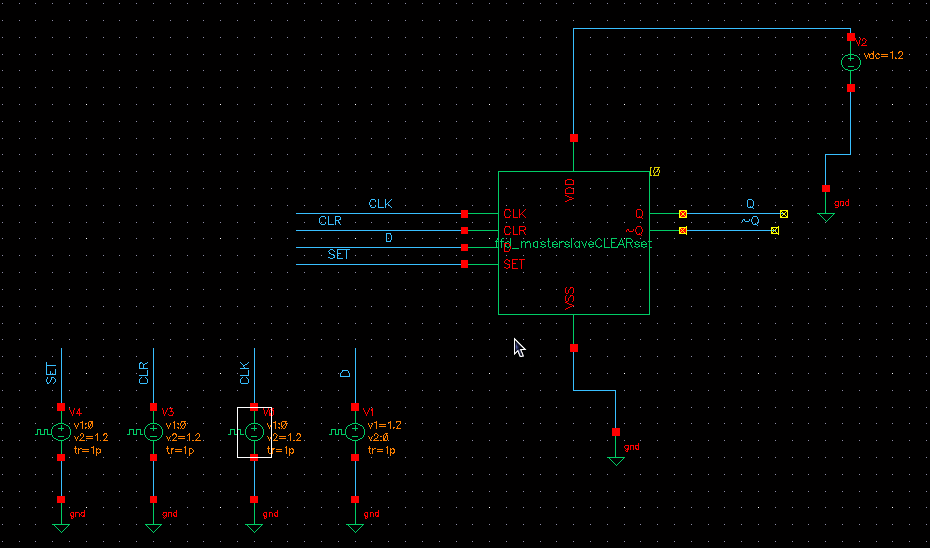 V2
vdc=1.2
gnd
I0
VDD
CLK
CLR
D
SET
CLK
CLR
SET
ffd_masterslaveCLEARset
Q
~Q
Q
~Q
VSS
gnd
SET
V4
v1:0
v2=1.2
tr=1p
gnd
CLR
V3
v1:0
v2=1.2
tr=1p
gnd
CLK
v1:0
v2=1.2
tr=1p
gnd
D
V1
v1=1.2
v2:0
tr=1p
gnd